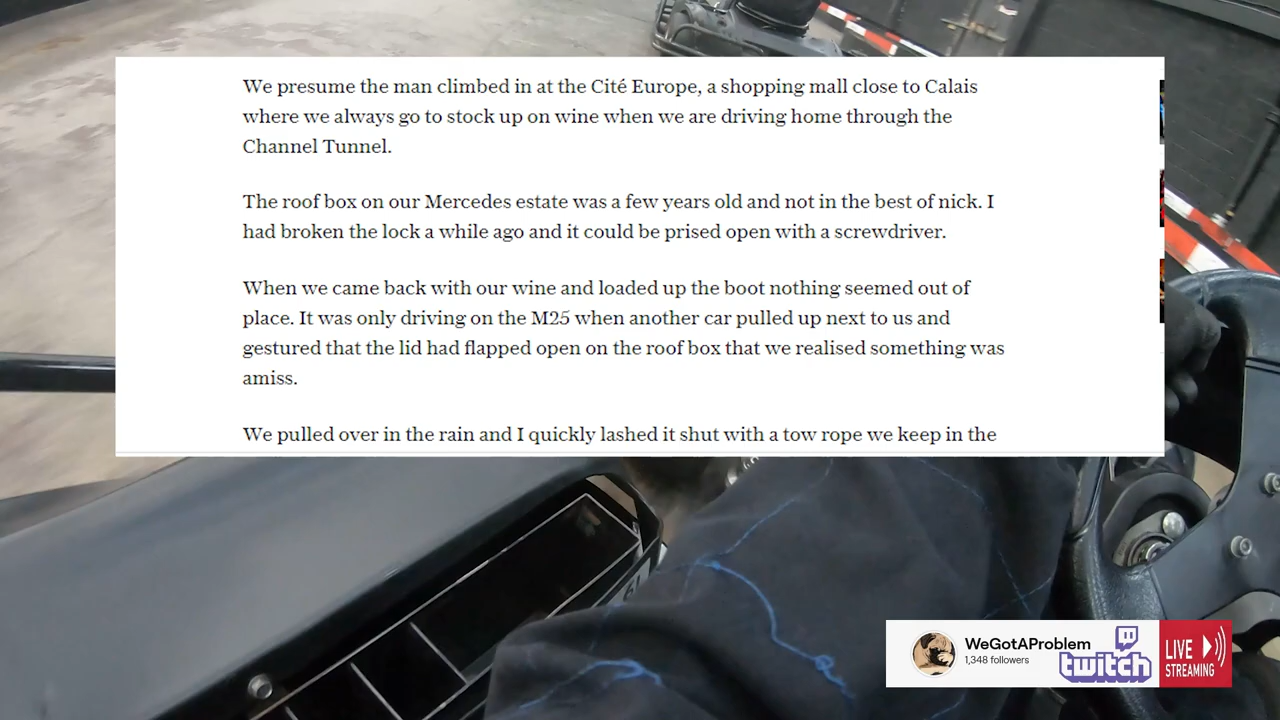 We presume the man climbed in at the Cité Europe, a shopping mall close to Calais
where we always go to stock up on wine when we are driving home through the
Channel Tunnel.
The roof box on our Mercedes estate was a few years old and not in the best of nick. I
had broken the lock a while ago and it could be prised open with a screwdriver.
When we came back with our wine and loaded up the boot nothing seemed out of
place. It was only driving on the M25 when another car pulled up next to us and
gestured that the lid had flapped open on the roof box that we realised something was
amiss.
We pulled over in the rain and I quickly lashed it shut with a tow rope we keep in the
WeGotAProblem
1,348 followers
twitch
LIVE
STREAMING